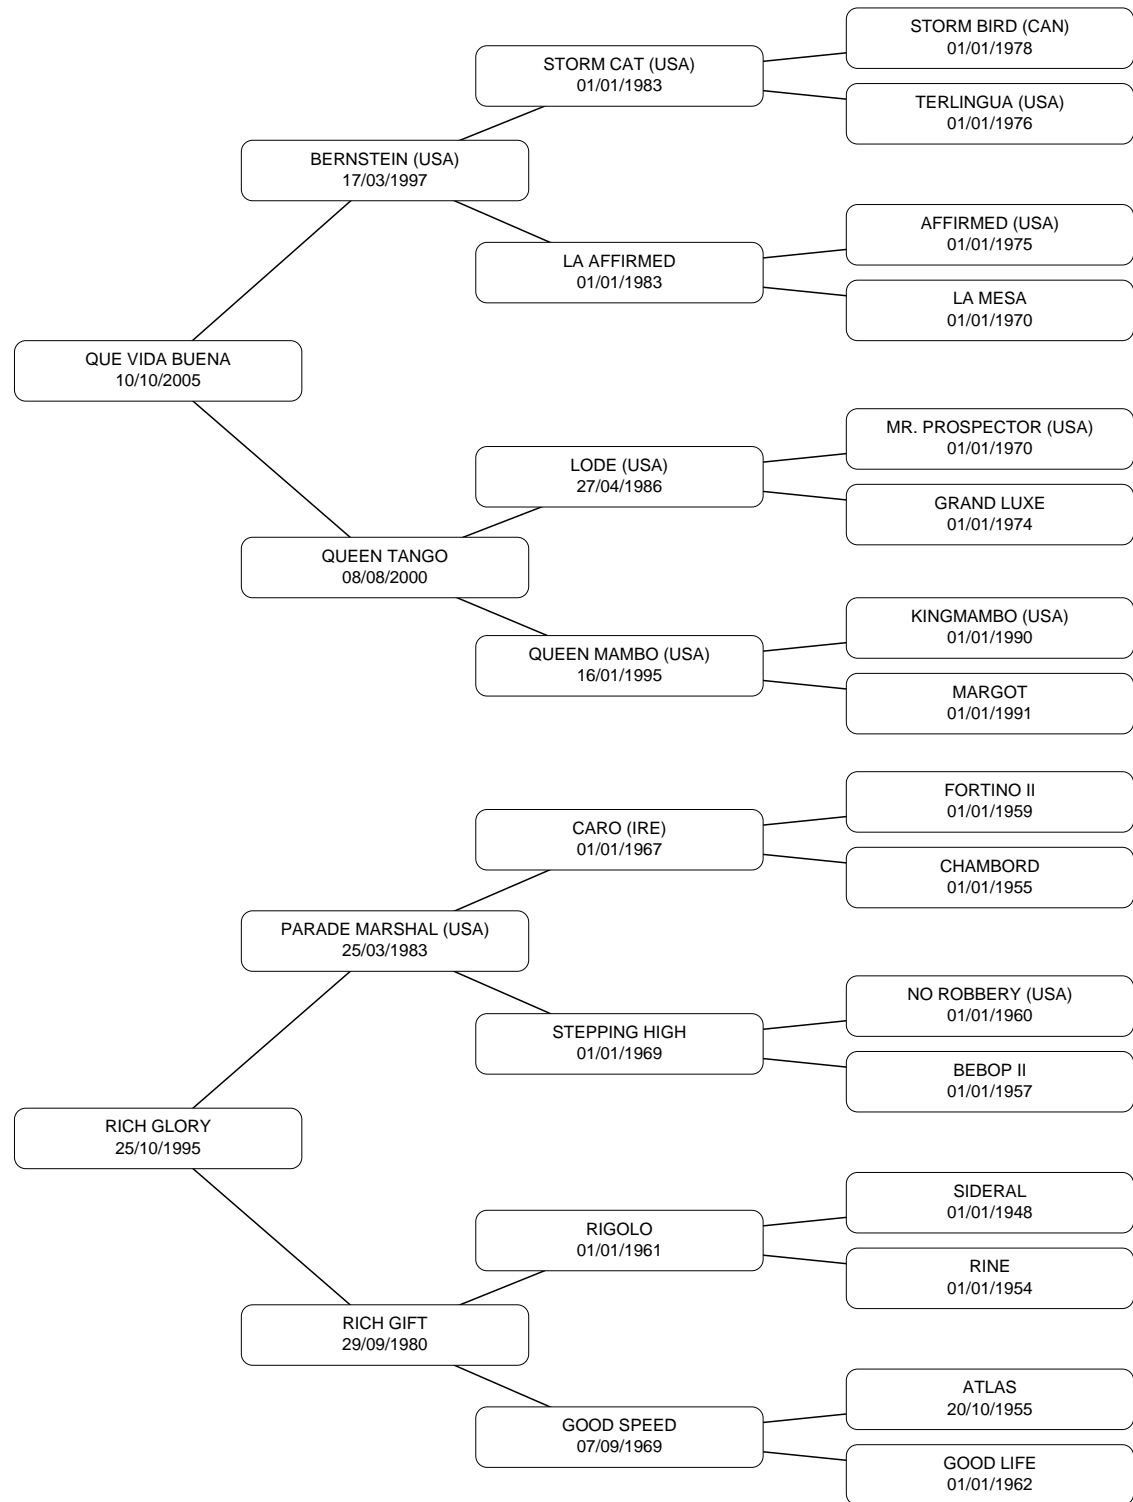 STORM BIRD (CAN)
01/01/1978
STORM CAT (USA)
01/01/1983
TERLINGUA (USA)
01/01/1976
BERNSTEIN (USA)
17/03/1997
AFFIRMED (USA)
01/01/1975
LA AFFIRMED
01/01/1983
LA MESA
01/01/1970
QUE VIDA BUENA
10/10/2005
MR. PROSPECTOR (USA)
01/01/1970
LODE (USA)
27/04/1986
GRAND LUXE
01/01/1974
QUEEN TANGO
08/08/2000
KINGMAMBO (USA)
01/01/1990
QUEEN MAMBO (USA)
16/01/1995
MARGOT
01/01/1991
FORTINO II
01/01/1959
CARO (IRE)
01/01/1967
CHAMBORD
01/01/1955
PARADE MARSHAL (USA)
25/03/1983
NO ROBBERY (USA)
01/01/1960
STEPPING HIGH
01/01/1969
BEBOP II
01/01/1957
RICH GLORY
25/10/1995
SIDERAL
01/01/1948
RIGOLO
01/01/1961
RINE
01/01/1954
RICH GIFT
29/09/1980
ATLAS
20/10/1955
GOOD SPEED
07/09/1969
GOOD LIFE
01/01/1962